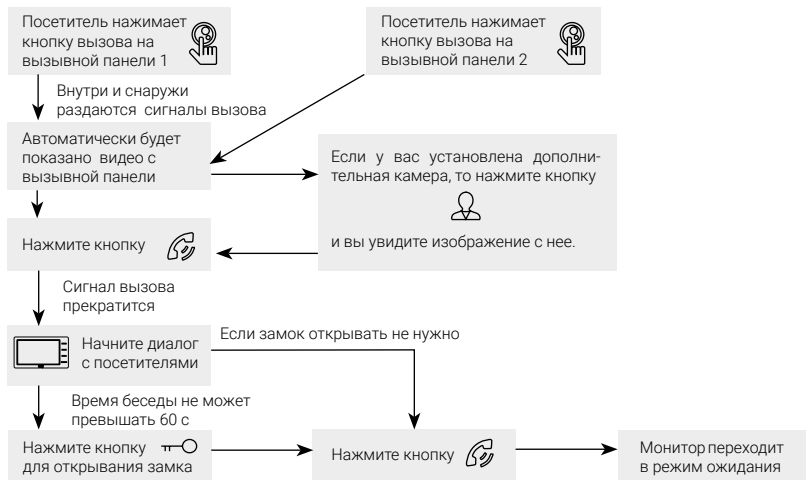 Посетитель нажимает
кнопку вызова на
вызывной панели 1
Посетитель нажимает
кнопку вызова на
вызывной панели 2
Внутри и снаружи
раздаются сигналы вызова
Автоматически будет
показано видео с
вызывной панели
Если у вас установлена дополни-
тельная камера, то нажмите кнопку
и вы увидите изображение с нее.
Нажмите кнопку
Сигнал вызова
прекратится
Начните диалог
с посетителями
Если замок открывать не нужно
Время беседы не может
превышать 60 с
Нажмите кнопку
для открывания замка
Нажмите кнопку
Монитор переходит
в режим ожидания